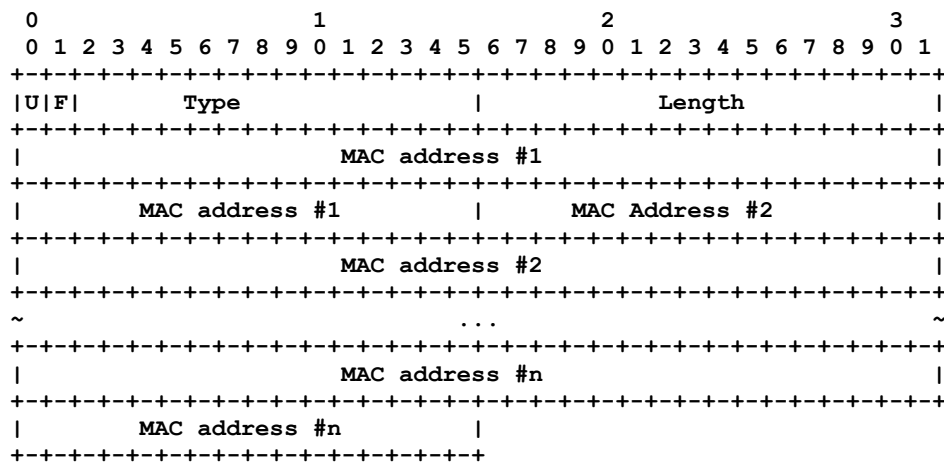 0                   1                   2                   3
 0 1 2 3 4 5 6 7 8 9 0 1 2 3 4 5 6 7 8 9 0 1 2 3 4 5 6 7 8 9 0 1
+-+-+-+-+-+-+-+-+-+-+-+-+-+-+-+-+-+-+-+-+-+-+-+-+-+-+-+-+-+-+-+-+
|U|F|       Type                |            Length             |
+-+-+-+-+-+-+-+-+-+-+-+-+-+-+-+-+-+-+-+-+-+-+-+-+-+-+-+-+-+-+-+-+
|                      MAC address #1                           |
+-+-+-+-+-+-+-+-+-+-+-+-+-+-+-+-+-+-+-+-+-+-+-+-+-+-+-+-+-+-+-+-+
|        MAC address #1         |      MAC Address #2           |
+-+-+-+-+-+-+-+-+-+-+-+-+-+-+-+-+-+-+-+-+-+-+-+-+-+-+-+-+-+-+-+-+
|                      MAC address #2                           |
+-+-+-+-+-+-+-+-+-+-+-+-+-+-+-+-+-+-+-+-+-+-+-+-+-+-+-+-+-+-+-+-+
~                              ...                              ~
+-+-+-+-+-+-+-+-+-+-+-+-+-+-+-+-+-+-+-+-+-+-+-+-+-+-+-+-+-+-+-+-+
|                      MAC address #n                           |
+-+-+-+-+-+-+-+-+-+-+-+-+-+-+-+-+-+-+-+-+-+-+-+-+-+-+-+-+-+-+-+-+
|        MAC address #n         |
+-+-+-+-+-+-+-+-+-+-+-+-+-+-+-+-+